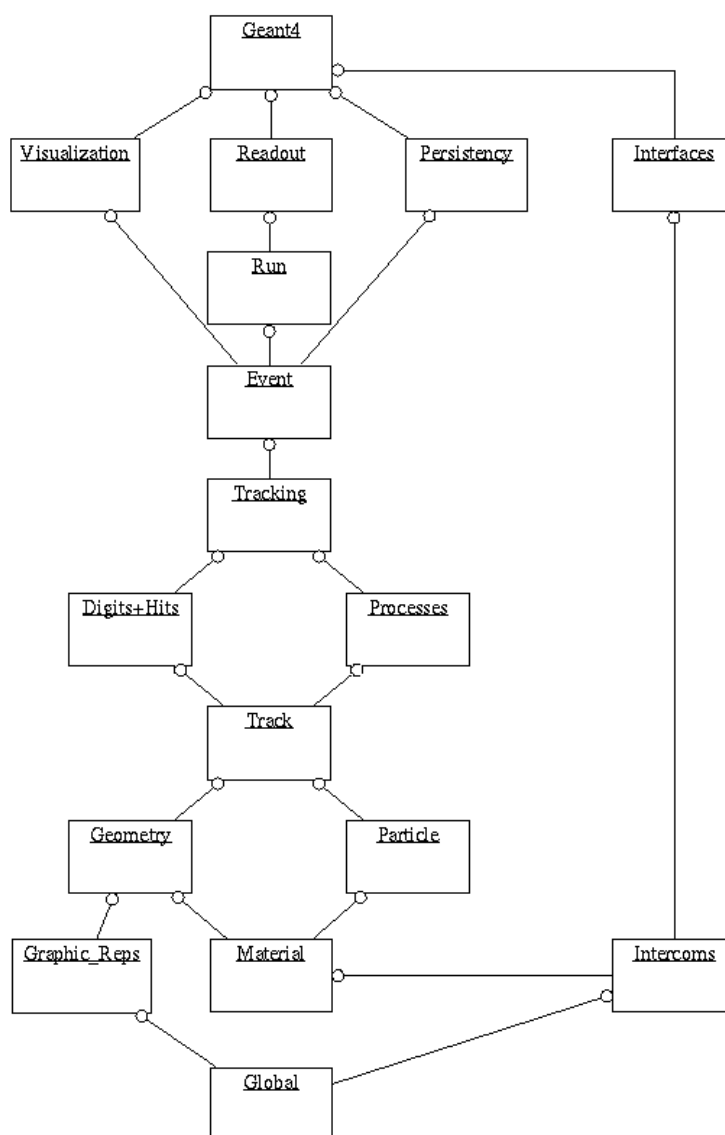 Geant4
Visualization
Readout
Persistency
Interfaces
Run
Event
Tracking
Digits+Hits
Processes
Track
Geometry
Particle
Graphic_Reps
Material
Intercoms
Global